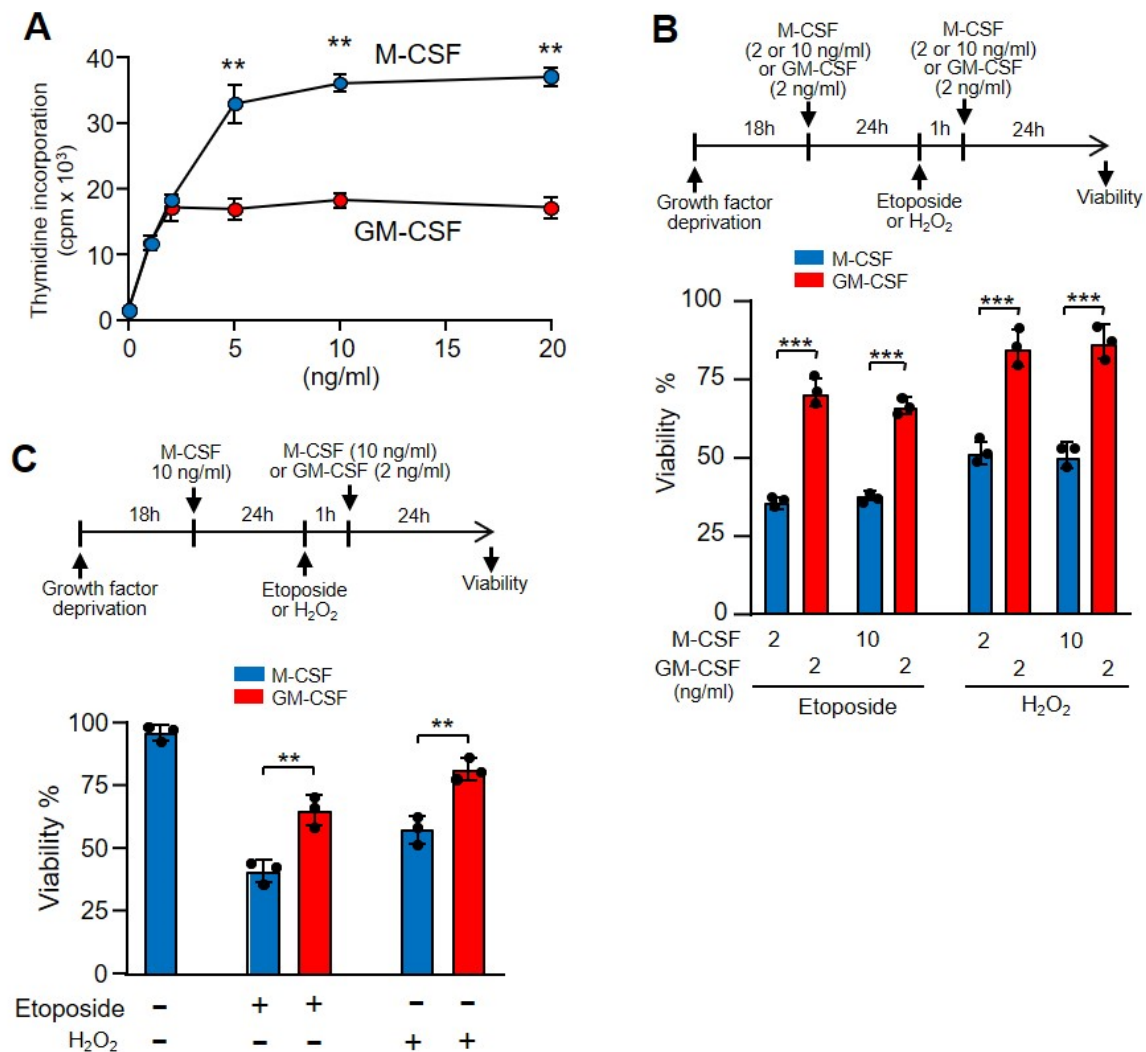 A
**
**
**
M-CSF
GM-CSF
Thymidine incorporation
(cpm x 10³)
40
30
20
10
0
0
5
10
15
20
(ng/ml)
B
M-CSF
(2 or 10 ng/ml)
or GM-CSF
(2 ng/ml)
M-CSF
(2 or 10 ng/ml)
or GM-CSF
(2 ng/ml)
18h
24h
1h
24h
Growth factor
deprivation
Etoposide
or H₂O₂
Viability
M-CSF
GM-CSF
Viability %
100
75
50
25
0
***
***
***
***
M-CSF 2 10 2 10
GM-CSF 2 2 2 2
(ng/ml)
Etoposide
H₂O₂
C
M-CSF
10 ng/ml)
M-CSF (10 ng/ml)
or GM-CSF (2 ng/ml)
18h
24h
1h
24h
Growth factor
deprivation
Etoposide
or H₂O₂
Viability
M-CSF
GM-CSF
Viability %
100
75
50
25
0
**
**
Etoposide - + + - -
H₂O₂ - - - + +